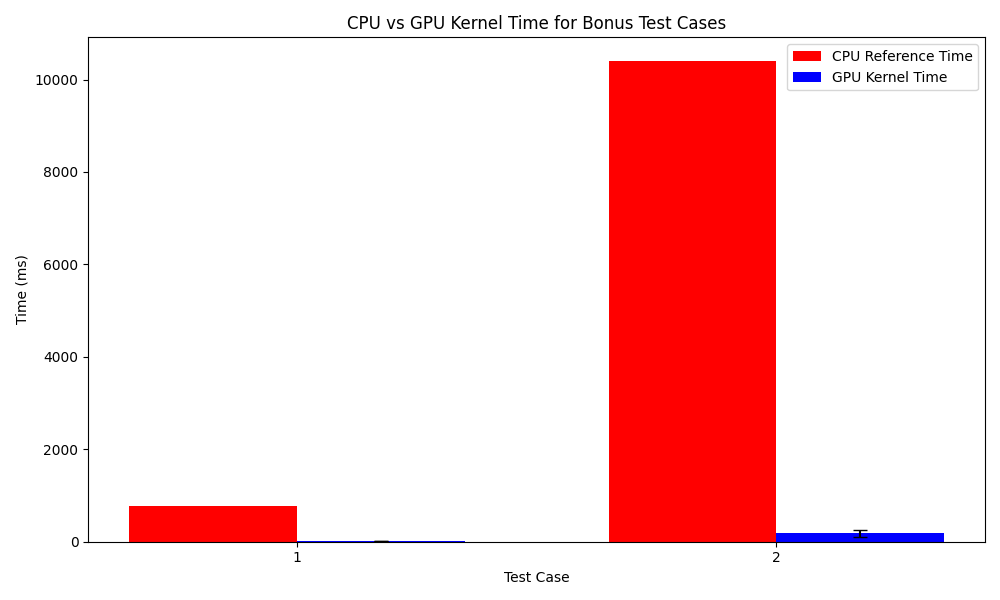 CPU vs GPU Kernel Time for Bonus Test Cases
CPU Reference Time
GPU Kernel Time
10000
8000
6000
4000
2000
0
Time (ms)
1
2
Test Case